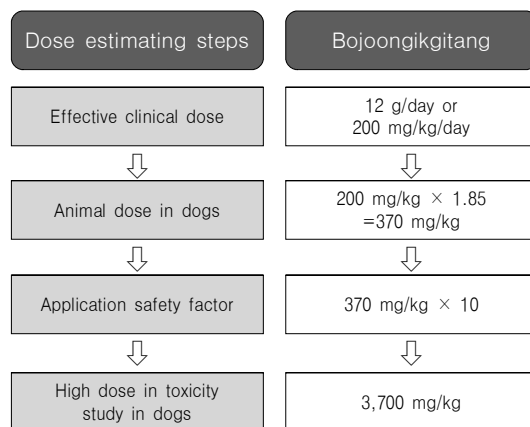 Dose estimating steps
Bojoongikgitang
Effective clinical dose
12 g/day or
200 mg/kg/day
Animal dose in dogs
200 mg/kg × 1.85
=370 mg/kg
Application safety factor
370 mg/kg × 10
High dose in toxicity
study in dogs
3,700 mg/kg